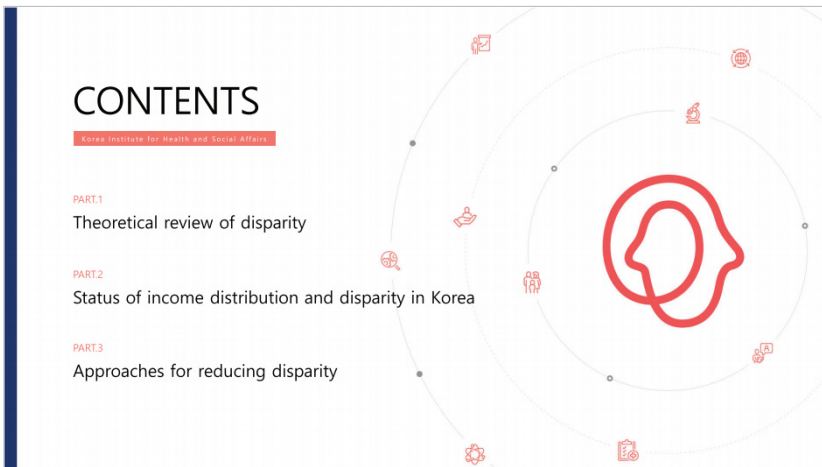 CONTENTS
Korea Institute for Health and Social Affairs
PART.1
Theoretical review of disparity
PART.2
Status of income distribution and disparity in Korea
PART.3
Approaches for reducing disparity